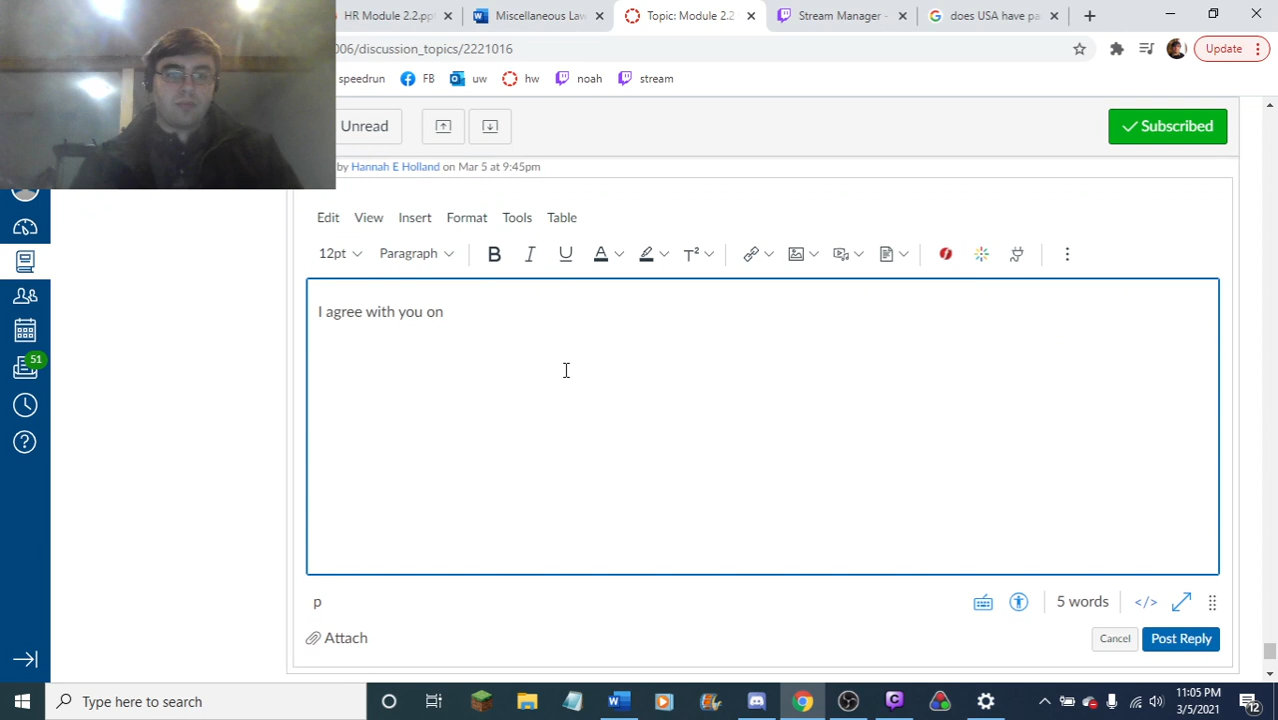 HR Module 2.2.pp
Miscellaneous Law
Topic: Module 2.2
Stream Manager -
does USA have pa
006/discussion_topics/2221016
Update
speedrun
FB
uw
hw
noah
stream
Unread
Subscribed
by Hannah E Holland on Mar 5 at 9:45pm
Edit View Insert Format Tools Table
12pt Paragraph B I U A T²
I agree with you on
51
p
5 words </>
Attach
Cancel Post Reply
Type here to search
11:05 PM
3/5/2021
12